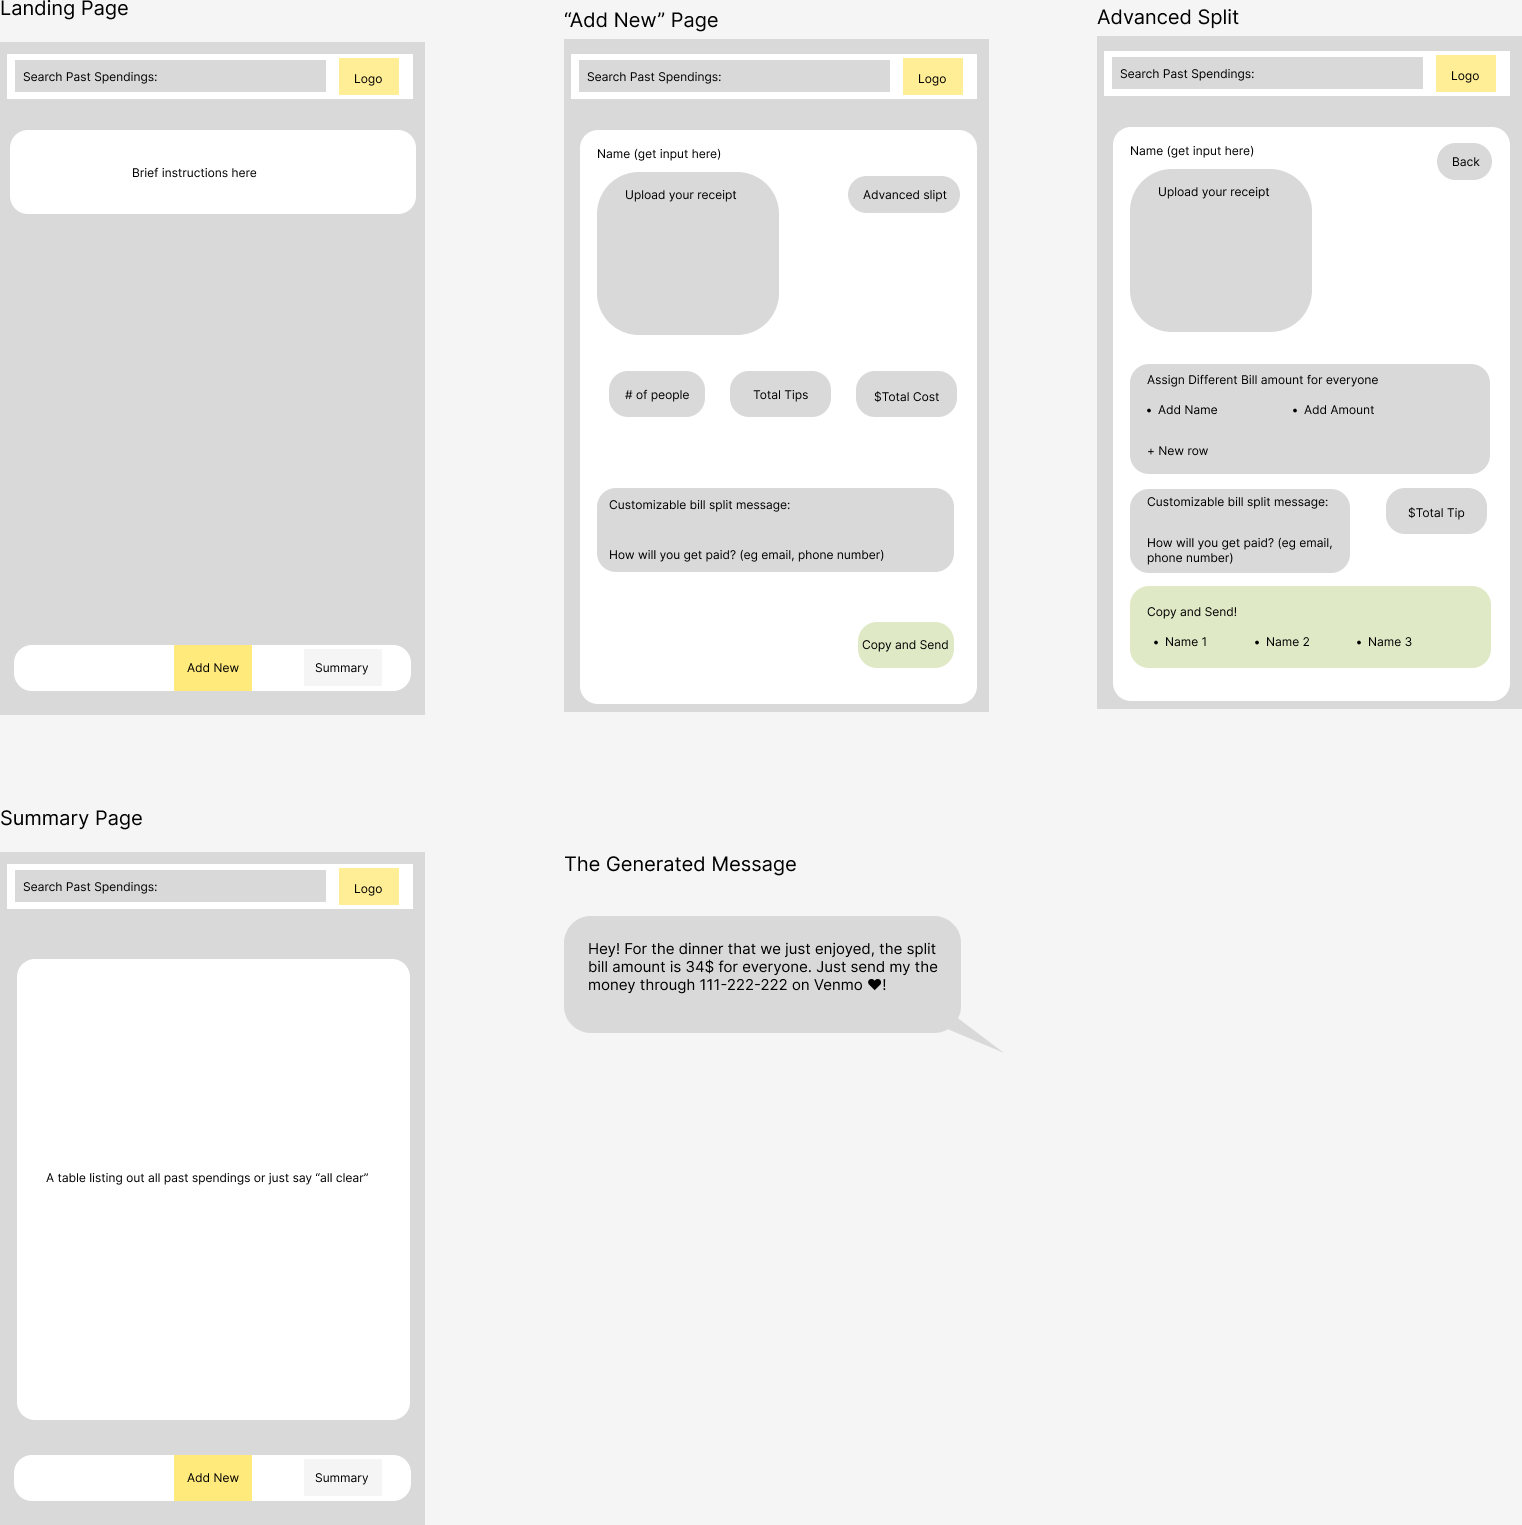 Landing Page
Search Past Spendings:
Logo
Brief instructions here
Add New
Summary
“Add New” Page
Search Past Spendings:
Logo
Name (get input here)
Upload your receipt
Advanced slipt
# of people
Total Tips
$Total Cost
Customizable bill split message:
How will you get paid? (eg email, phone number)
Copy and Send
Advanced Split
Search Past Spendings:
Logo
Name (get input here)
Back
Upload your receipt
Assign Different Bill amount for everyone
• Add Name
• Add Amount
+ New row
Customizable bill split message:
$Total Tip
How will you get paid? (eg email,
phone number)
Copy and Send!
• Name 1
• Name 2
• Name 3
Summary Page
Search Past Spendings:
Logo
A table listing out all past spendings or just say “all clear”
Add New
Summary
The Generated Message
Hey! For the dinner that we just enjoyed, the split
bill amount is 34$ for everyone. Just send my the
money through 111-222-222 on Venmo ♥!